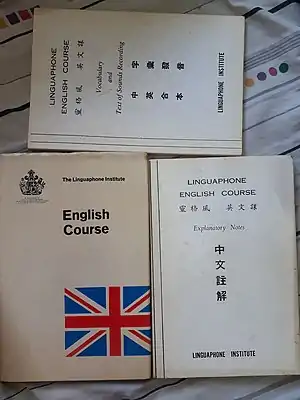 LINGUAPHONE
ENGLISH COURSE
靈格風 英文課
Vocabulary
and
Text of Sounds Recording
字彙發音
中英合本
LINGUAPHONE INSTITUTE
The Linguaphone Institute
English
Course
LINGUAPHONE
ENGLISH COURSE
靈格風 英文課
Explanatory Notes
中文註解
LINGUAPHONE INSTITUTE